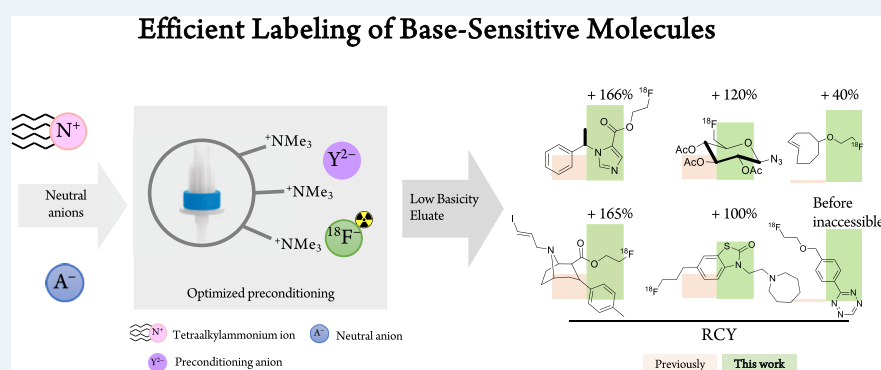 Efficient Labeling of Base-Sensitive Molecules
N⁺
Neutral
anions
A⁻
⁺NMe₃
⁺NMe₃
⁺NMe₃
Y²⁻
¹⁸F⁻
Optimized preconditioning
N⁺ Tetraalkylammonium ion
A⁻ Neutral anion
Y²⁻ Preconditioning anion
Low Basicity
Eluate
+ 166%
¹⁸F
O
O
N
N
+ 120%
¹⁸F
O
AcO
AcO
OAc
N₃
+ 40%
O
¹⁸F
+ 165%
I
N
O
O
¹⁸F
+ 100%
S
O
N
N
¹⁸F
Before
inaccessible
¹⁸F
O
N
N
N
N
RCY
Previously
This work